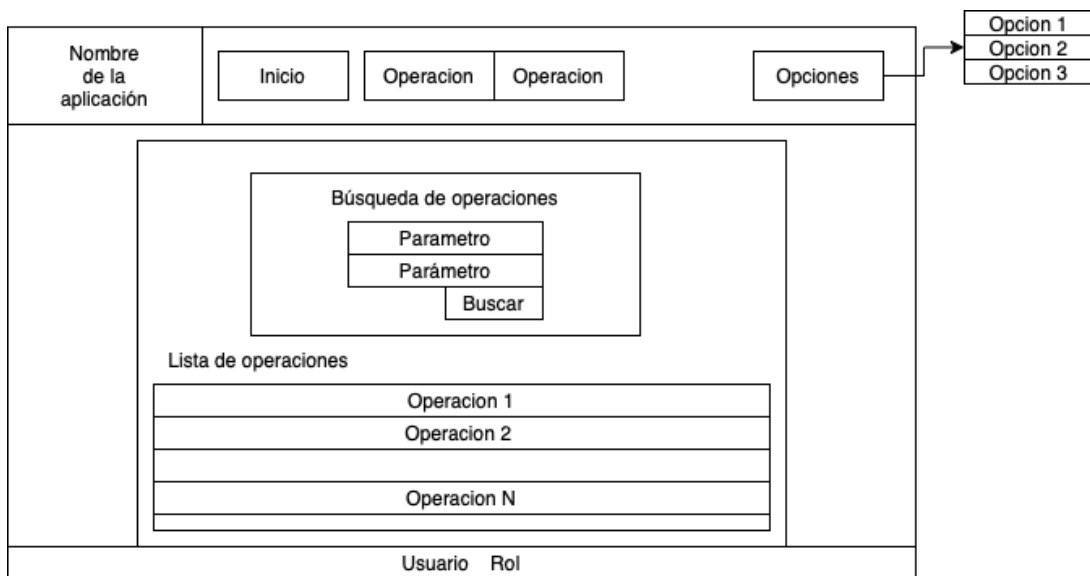 Nombre
de la
aplicación
Inicio
Operacion
Operacion
Opciones
Opcion 1
Opcion 2
Opcion 3
Búsqueda de operaciones
Parametro
Parámetro
Buscar
Lista de operaciones
Operacion 1
Operacion 2
Operacion N
Usuario Rol